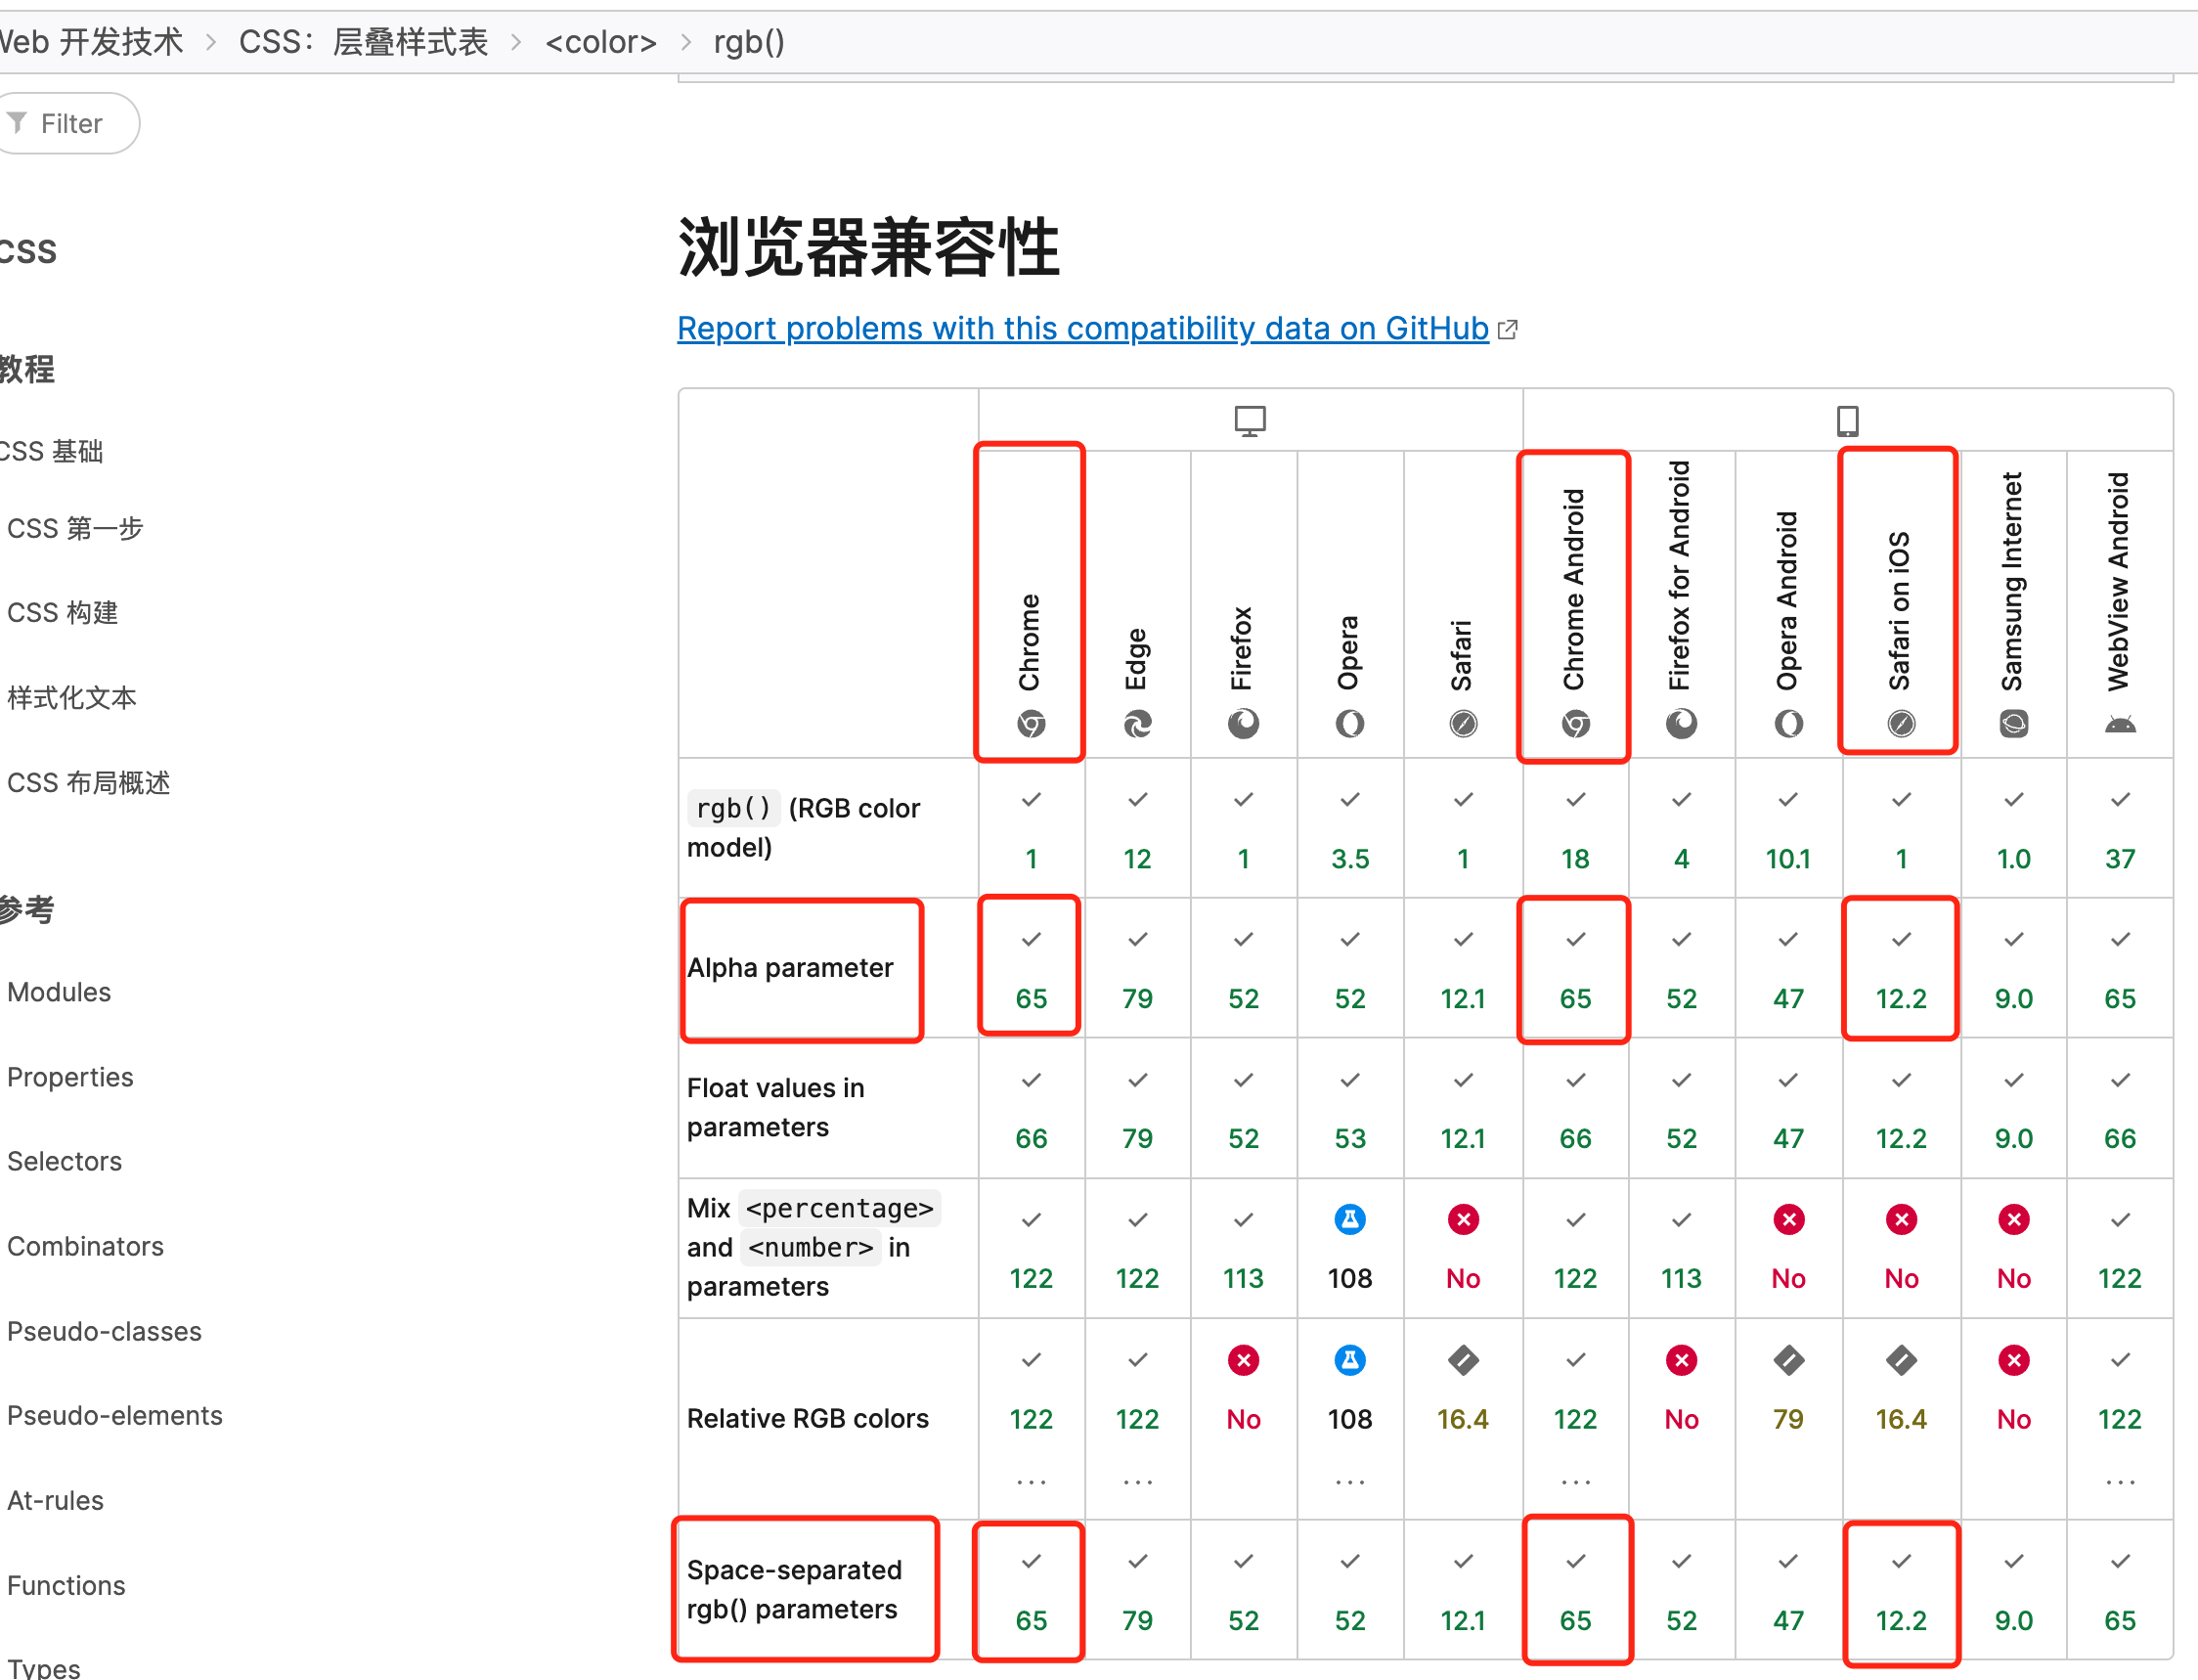 Web 开发技术 > CSS：层叠样式表 > <color> > rgb()
Filter
CSS
教程
CSS 基础
CSS 第一步
CSS 构建
样式化文本
CSS 布局概述
参考
Modules
Properties
Selectors
Combinators
Pseudo-classes
Pseudo-elements
At-rules
Functions
Types
浏览器兼容性
Report problems with this compatibility data on GitHub
Chrome Edge Firefox Opera Safari Chrome Android Firefox for Android Opera Android Safari on iOS Samsung Internet WebView Android
rgb() (RGB color
model)
1 12 1 3.5 1 18 4 10.1 1 1.0 37
Alpha parameter
65 79 52 52 12.1 65 52 47 12.2 9.0 65
Float values in
parameters
66 79 52 53 12.1 66 52 47 12.2 9.0 66
Mix <percentage>
and <number> in
parameters
122 122 113 108 No 122 113 No No No 122
Relative RGB colors
122 122 No 108 16.4 122 No 79 16.4 No 122
... ... ... ... ...
Space-separated
rgb() parameters
65 79 52 52 12.1 65 52 47 12.2 9.0 65